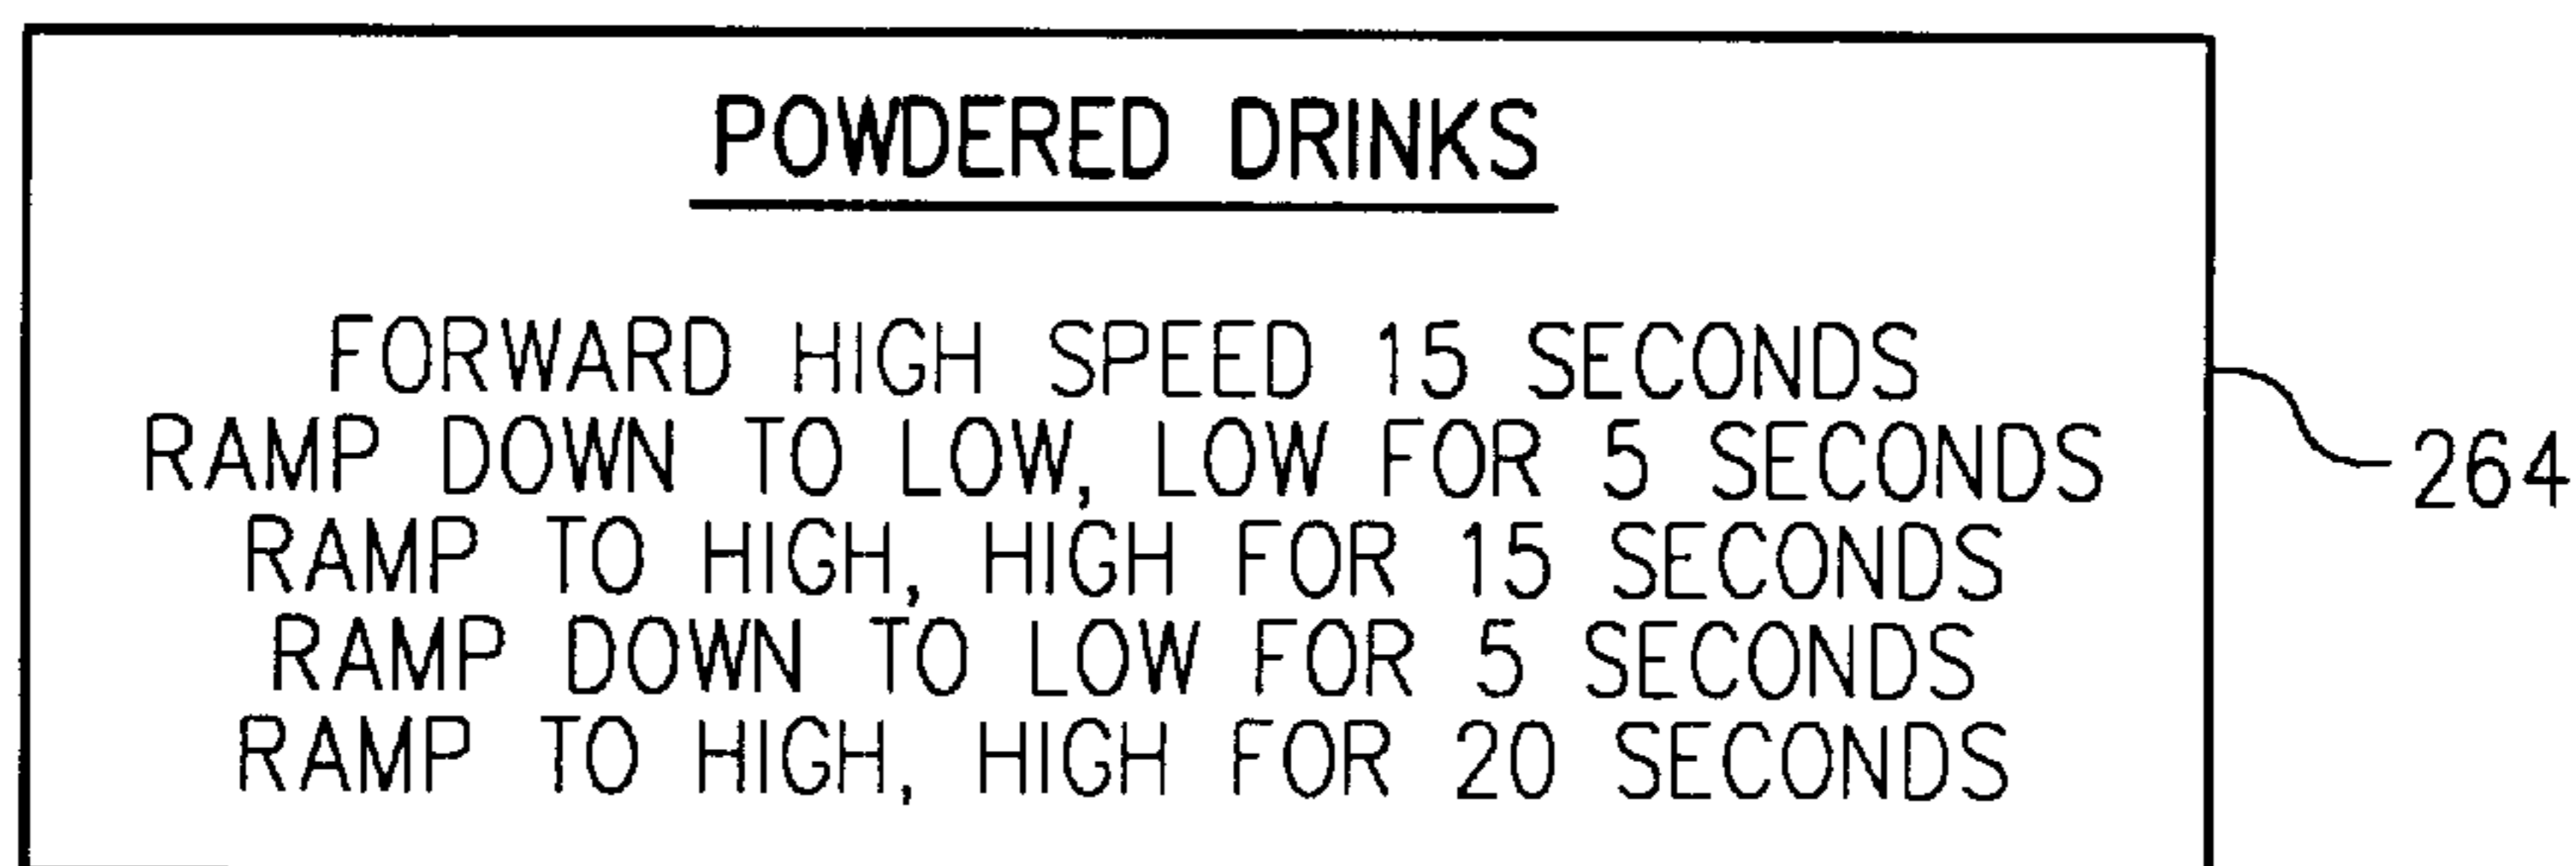 POWDERED DRINKS
FORWARD HIGH SPEED 15 SECONDS
RAMP DOWN TO LOW, LOW FOR 5 SECONDS
RAMP TO HIGH, HIGH FOR 15 SECONDS
RAMP DOWN TO LOW FOR 5 SECONDS
RAMP TO HIGH, HIGH FOR 20 SECONDS
264